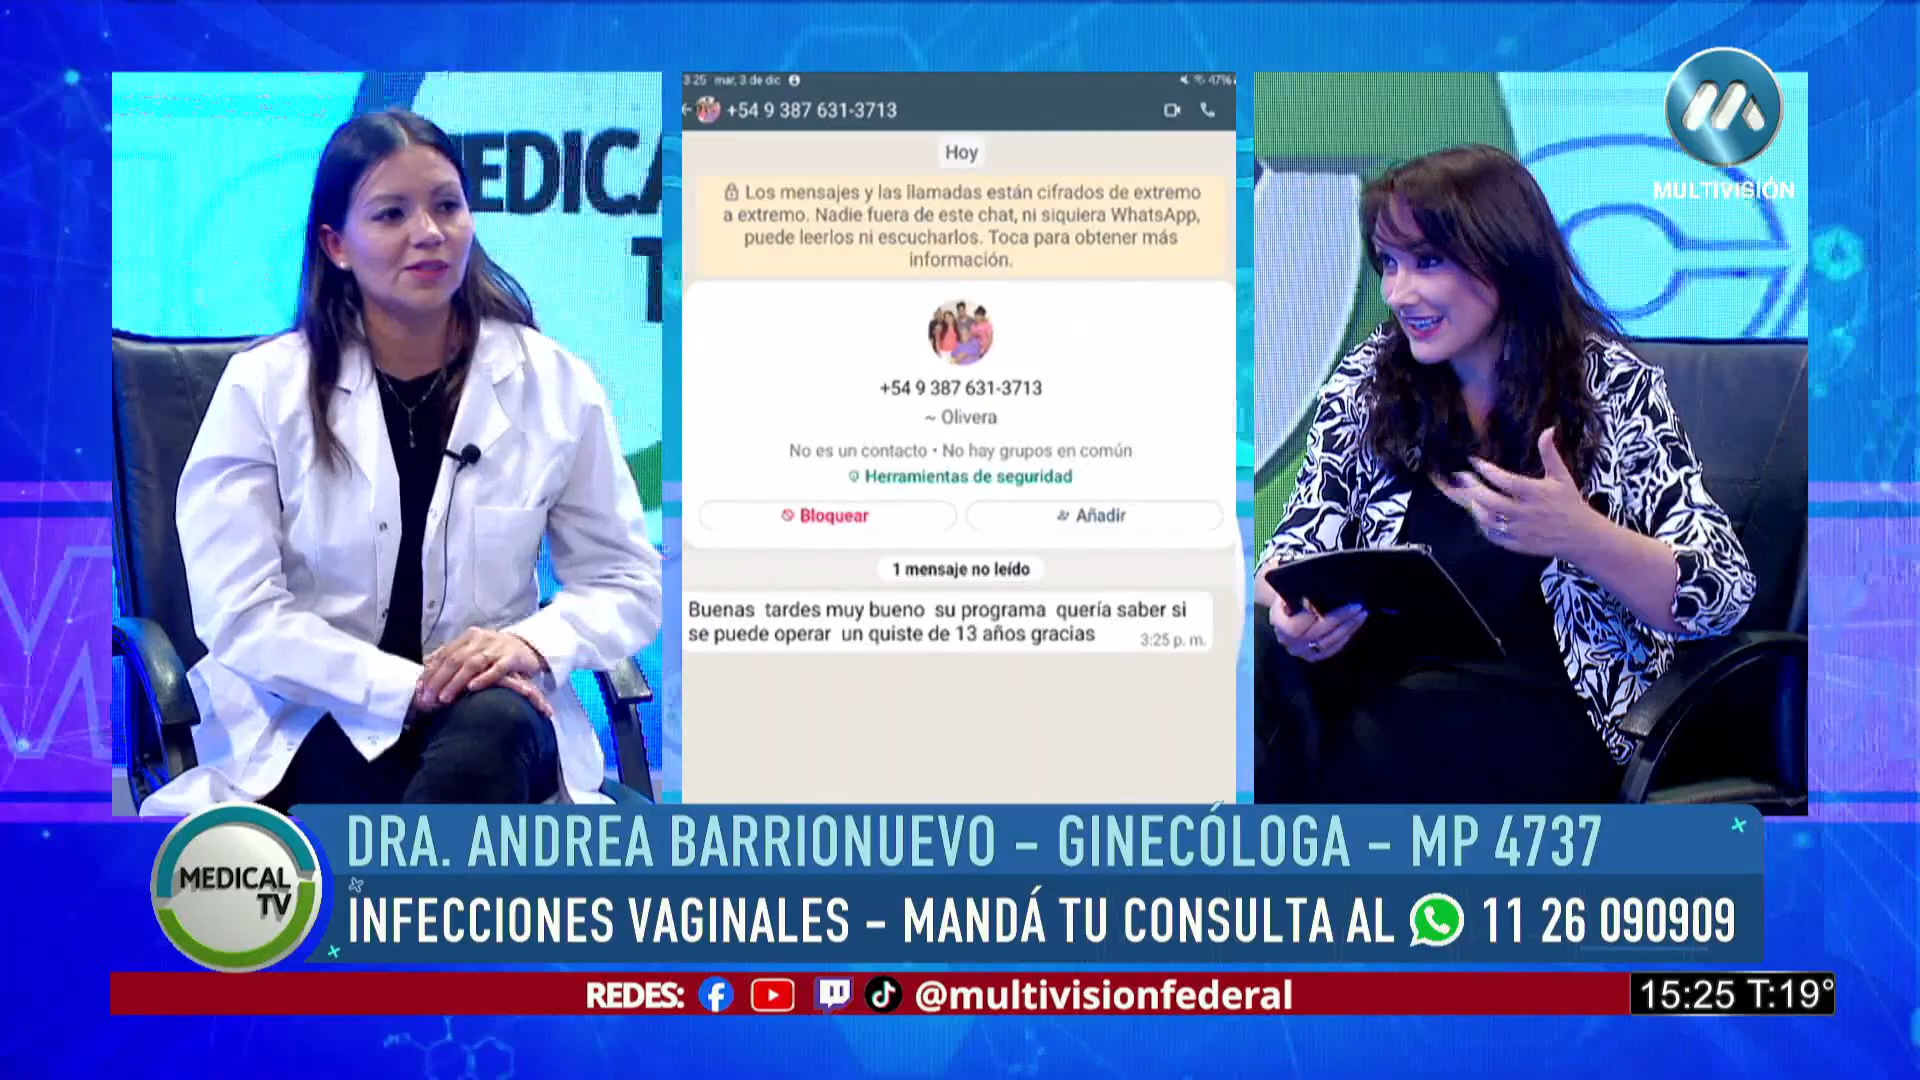 MULTIVISIÓN
EDICA
T
3:25 mar, 3 de dic
47%
+54 9 387 631-3713
Hoy
Los mensajes y las llamadas están cifrados de extremo
a extremo. Nadie fuera de este chat, ni siquiera WhatsApp,
puede leerlos ni escucharlos. Toca para obtener más
información.
+54 9 387 631-3713
~ Olivera
No es un contacto • No hay grupos en común
Herramientas de seguridad
Bloquear
Añadir
1 mensaje no leído
Buenas tardes muy bueno su programa quería saber si
se puede operar un quiste de 13 años gracias
3:25 p. m.
MEDICAL
TV
DRA. ANDREA BARRIONUEVO - GINECÓLOGA - MP 4737
INFECCIONES VAGINALES - MANDÁ TU CONSULTA AL 11 26 090909
REDES: @multivisionfederal
15:25 T:19°